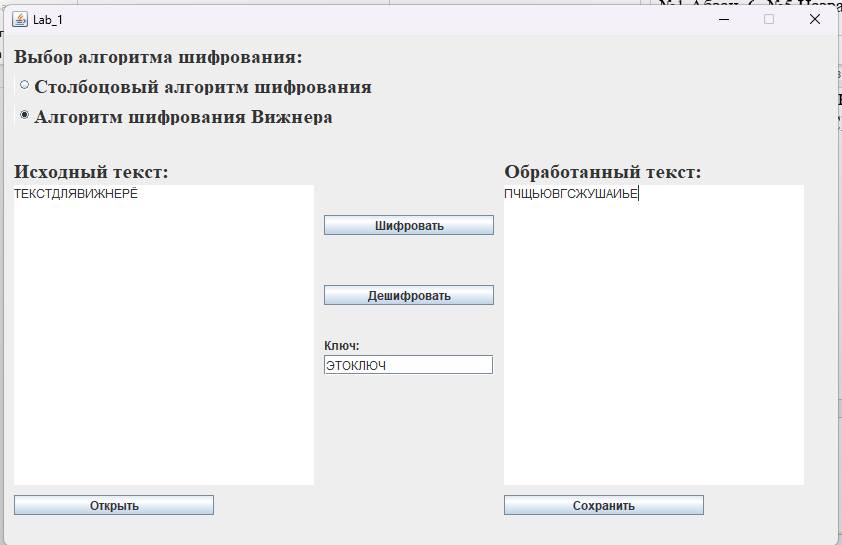 Lab_1
Выбор алгоритма шифрования:
Столбцовый алгоритм шифрования
Алгоритм шифрования Вижнера
Исходный текст:
Обработанный текст:
ТЕКСТДЛЯВИЖНЕРЁ
ПЧЩЬЮВГСЖУШАИЬЕ
Шифровать
Дешифровать
Ключ:
ЭТОКЛЮЧ
Открыть
Сохранить